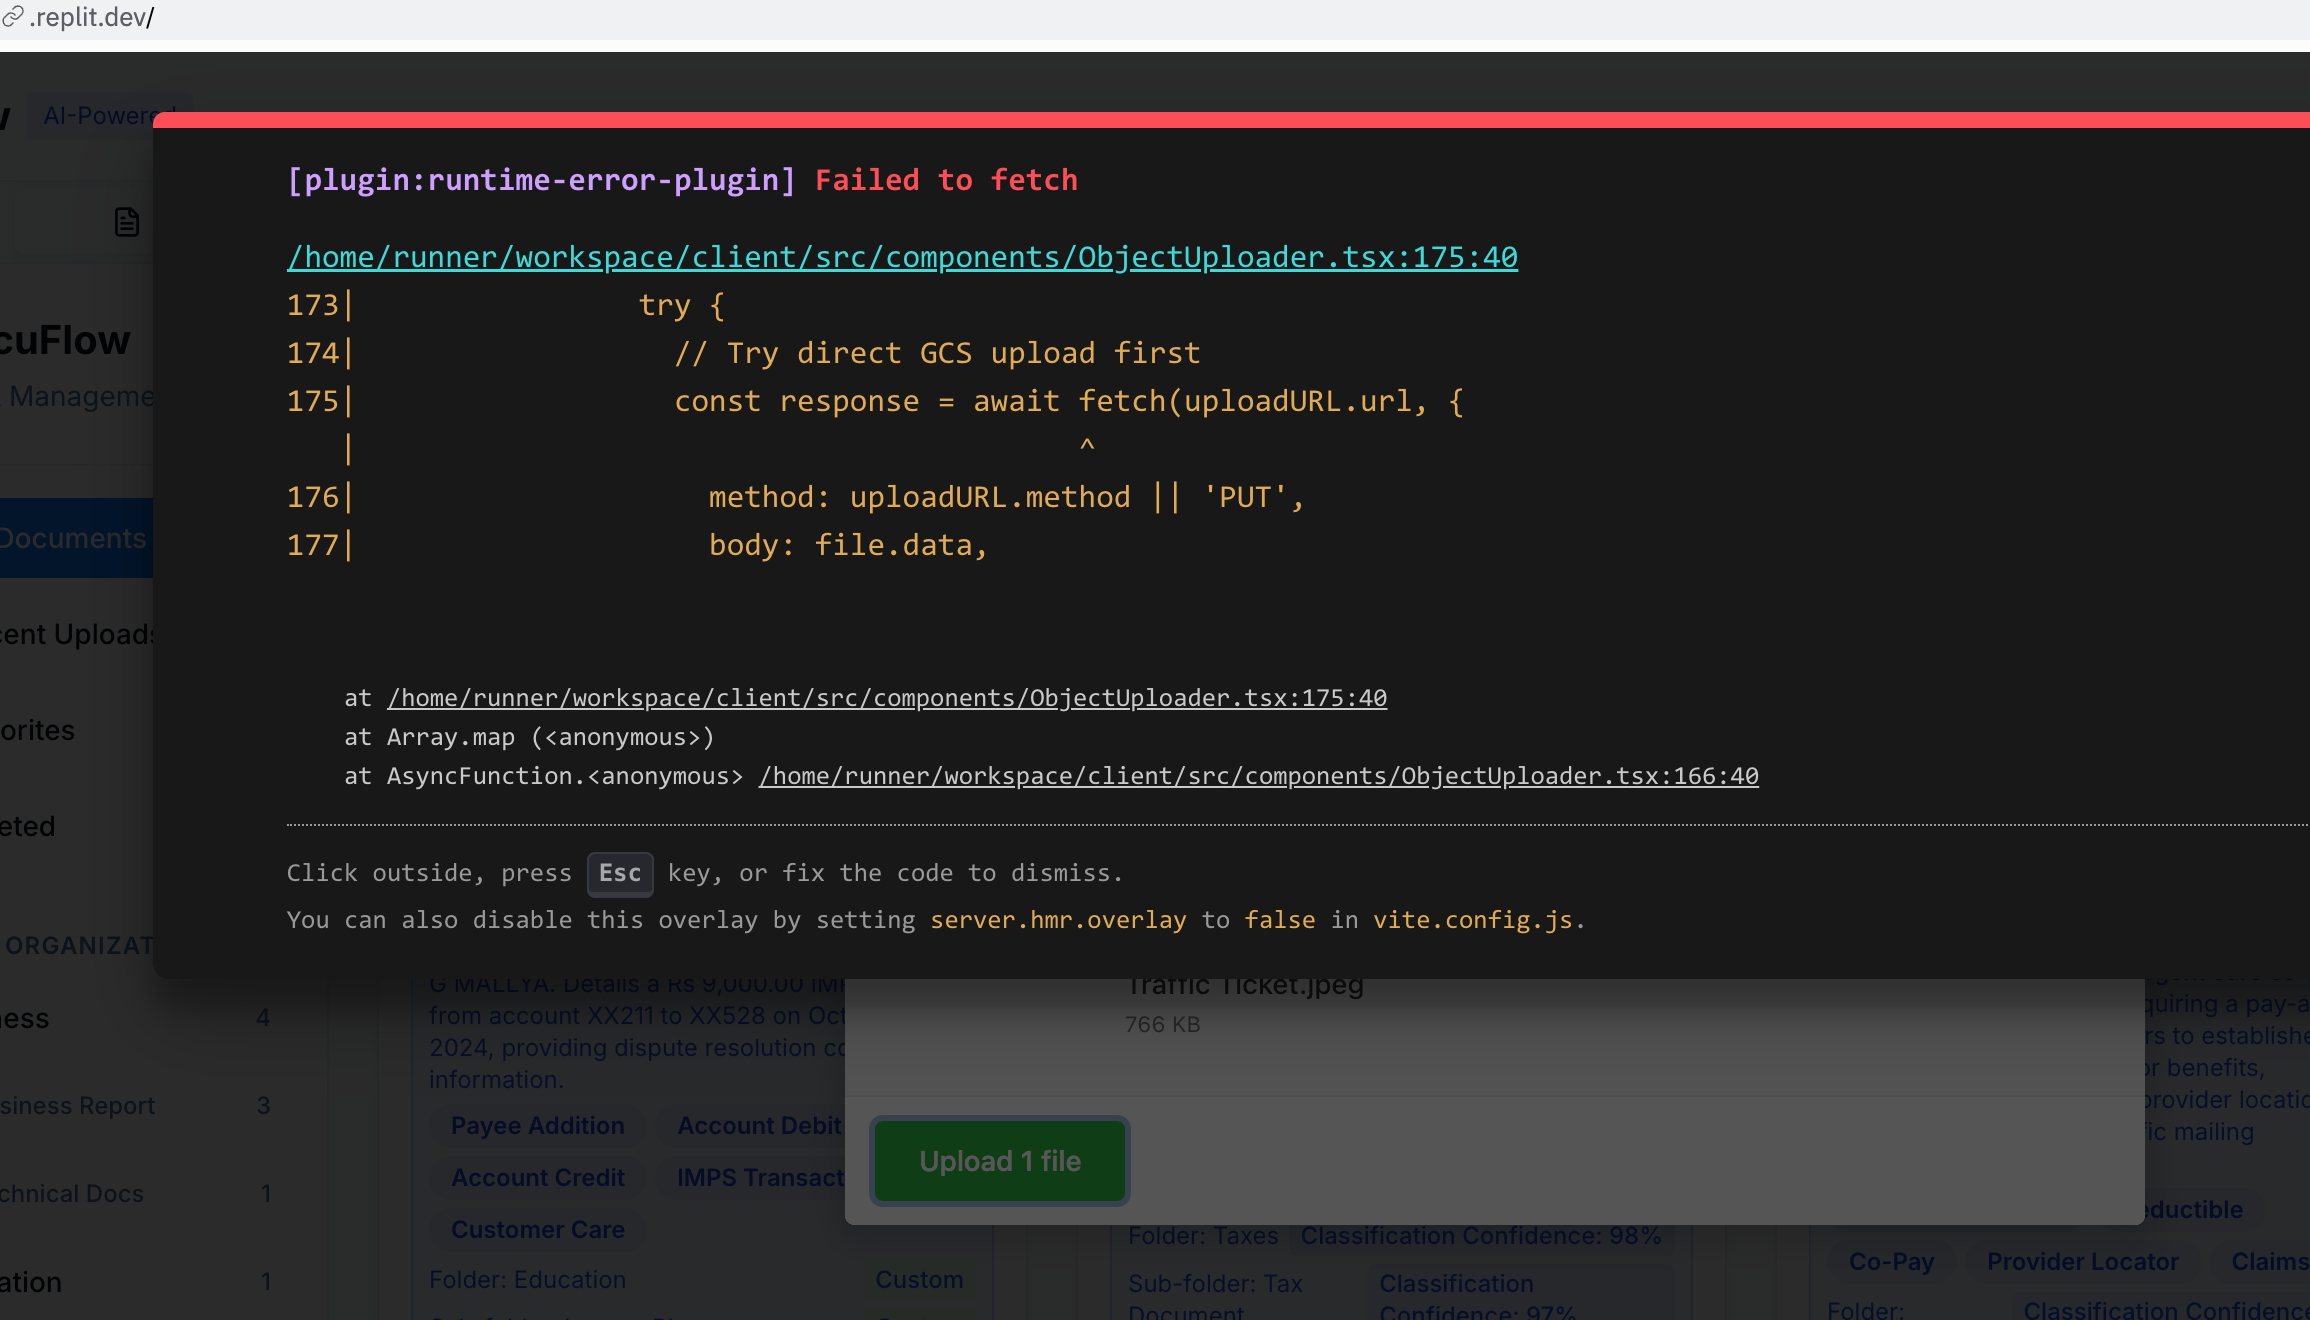 .replit.dev/
AI-Powered
[plugin:runtime-error-plugin] Failed to fetch
/home/runner/workspace/client/src/components/ObjectUploader.tsx:175:40
173|                try {
174|                  // Try direct GCS upload first
175|                  const response = await fetch(uploadURL.url, {
   |                                         ^
176|                    method: uploadURL.method || 'PUT',
177|                    body: file.data,
at /home/runner/workspace/client/src/components/ObjectUploader.tsx:175:40
at Array.map (<anonymous>)
at AsyncFunction.<anonymous> /home/runner/workspace/client/src/components/ObjectUploader.tsx:166:40
Click outside, press Esc key, or fix the code to dismiss.
You can also disable this overlay by setting server.hmr.overlay to false in vite.config.js.
cuFlow
Manageme
Documents
cent Uploads
orites
eted
ORGANIZAT
ness 4
siness Report 3
chnical Docs 1
ation 1
G MALLYA. Details a Rs 9,000.00 IM
from account XX211 to XX528 on Oct
2024, providing dispute resolution co
information.
Payee Addition Account Debit
Account Credit IMPS Transact
Customer Care
Folder: Education Custom
Traffic Ticket.jpeg
766 KB
Upload 1 file
Folder: Taxes Classification Confidence: 98%
Sub-folder: Tax Classification
Document Confidence: 97%
quiring a pay-a
rs to establishe
or benefits,
provider locatio
fic mailing
eductible
Co-Pay Provider Locator Claims
Folder: Classification Confidence